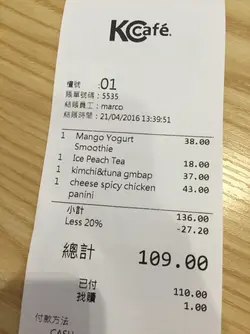 KCcafé.
檯號 :01
賬單號碼 :5535
結賬員工 :marco
結賬時間 :21/04/2016 13:39:51
1 Mango Yogurt 38.00
Smoothie
1 Ice Peach Tea 18.00
1 kimchi&tuna gmbap 37.00
1 cheese spicy chicken 43.00
panini
小計 136.00
Less 20% -27.20
總計 109.00
已付 110.00
找贖 1.00
付款方法
CASH